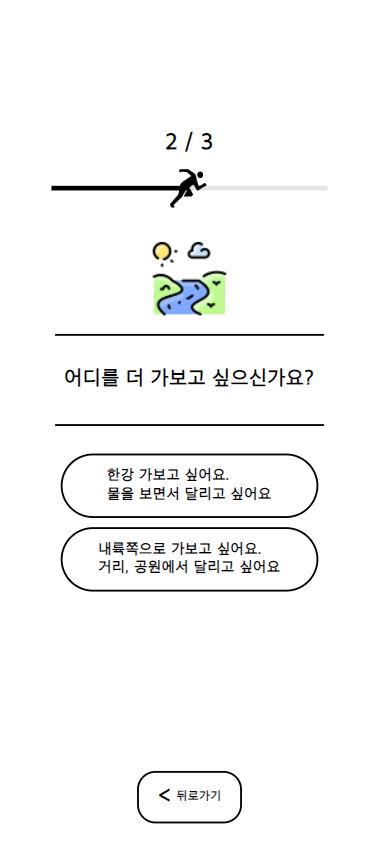 2 / 3
어디를 더 가보고 싶으신가요?
한강 가보고 싶어요.
물을 보면서 달리고 싶어요
내륙쪽으로 가보고 싶어요.
거리, 공원에서 달리고 싶어요
< 뒤로가기